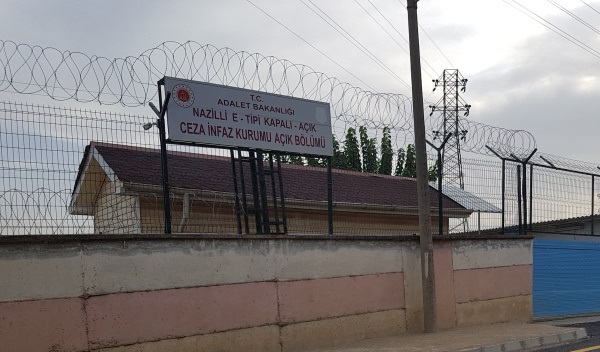 T.C.
ADALET BAKANLIĞI
NAZİLLİ E - TİPİ KAPALI - AÇIK
CEZA İNFAZ KURUMU AÇIK BÖLÜMÜ